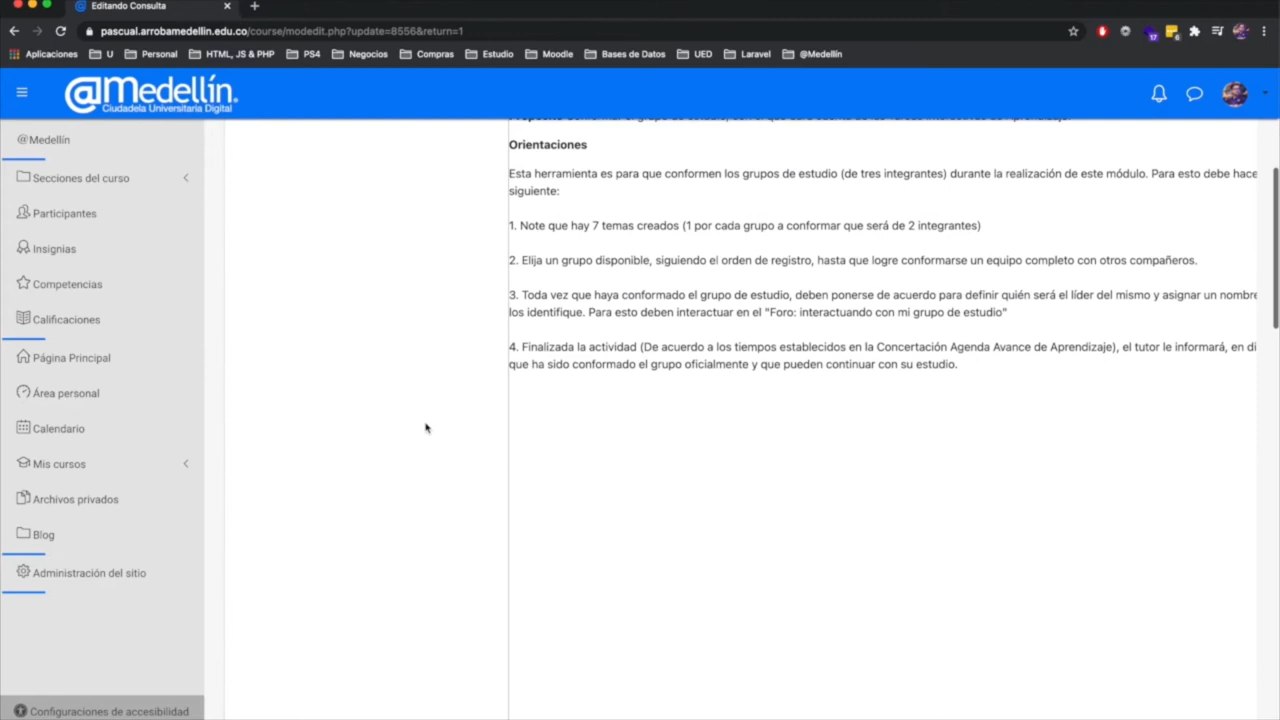 Editando Consulta
pascual.arrobamedellin.edu.co/course/modedit.php?update=8556&return=1
Aplicaciones U Personal HTML, JS & PHP PS4 Negocios Compras Estudio Moodle Bases de Datos UED Laravel @Medellín
@Medellín.
Ciudadela Universitaria Digital
@Medellín
Secciones del curso
Participantes
Insignias
Competencias
Calificaciones
Página Principal
Área personal
Calendario
Mis cursos
Archivos privados
Blog
Administración del sitio
Configuraciones de accesibilidad
Orientaciones
Esta herramienta es para que conformen los grupos de estudio (de tres integrantes) durante la realización de este módulo. Para esto debe hace
siguiente:
1. Note que hay 7 temas creados (1 por cada grupo a conformar que será de 2 integrantes)
2. Elija un grupo disponible, siguiendo el orden de registro, hasta que logre conformarse un equipo completo con otros compañeros.
3. Toda vez que haya conformado el grupo de estudio, deben ponerse de acuerdo para definir quién será el líder del mismo y asignar un nombre
los identifique. Para esto deben interactuar en el "Foro: interactuando con mi grupo de estudio"
4. Finalizada la actividad (De acuerdo a los tiempos establecidos en la Concertación Agenda Avance de Aprendizaje), el tutor le informará, en di
que ha sido conformado el grupo oficialmente y que pueden continuar con su estudio.